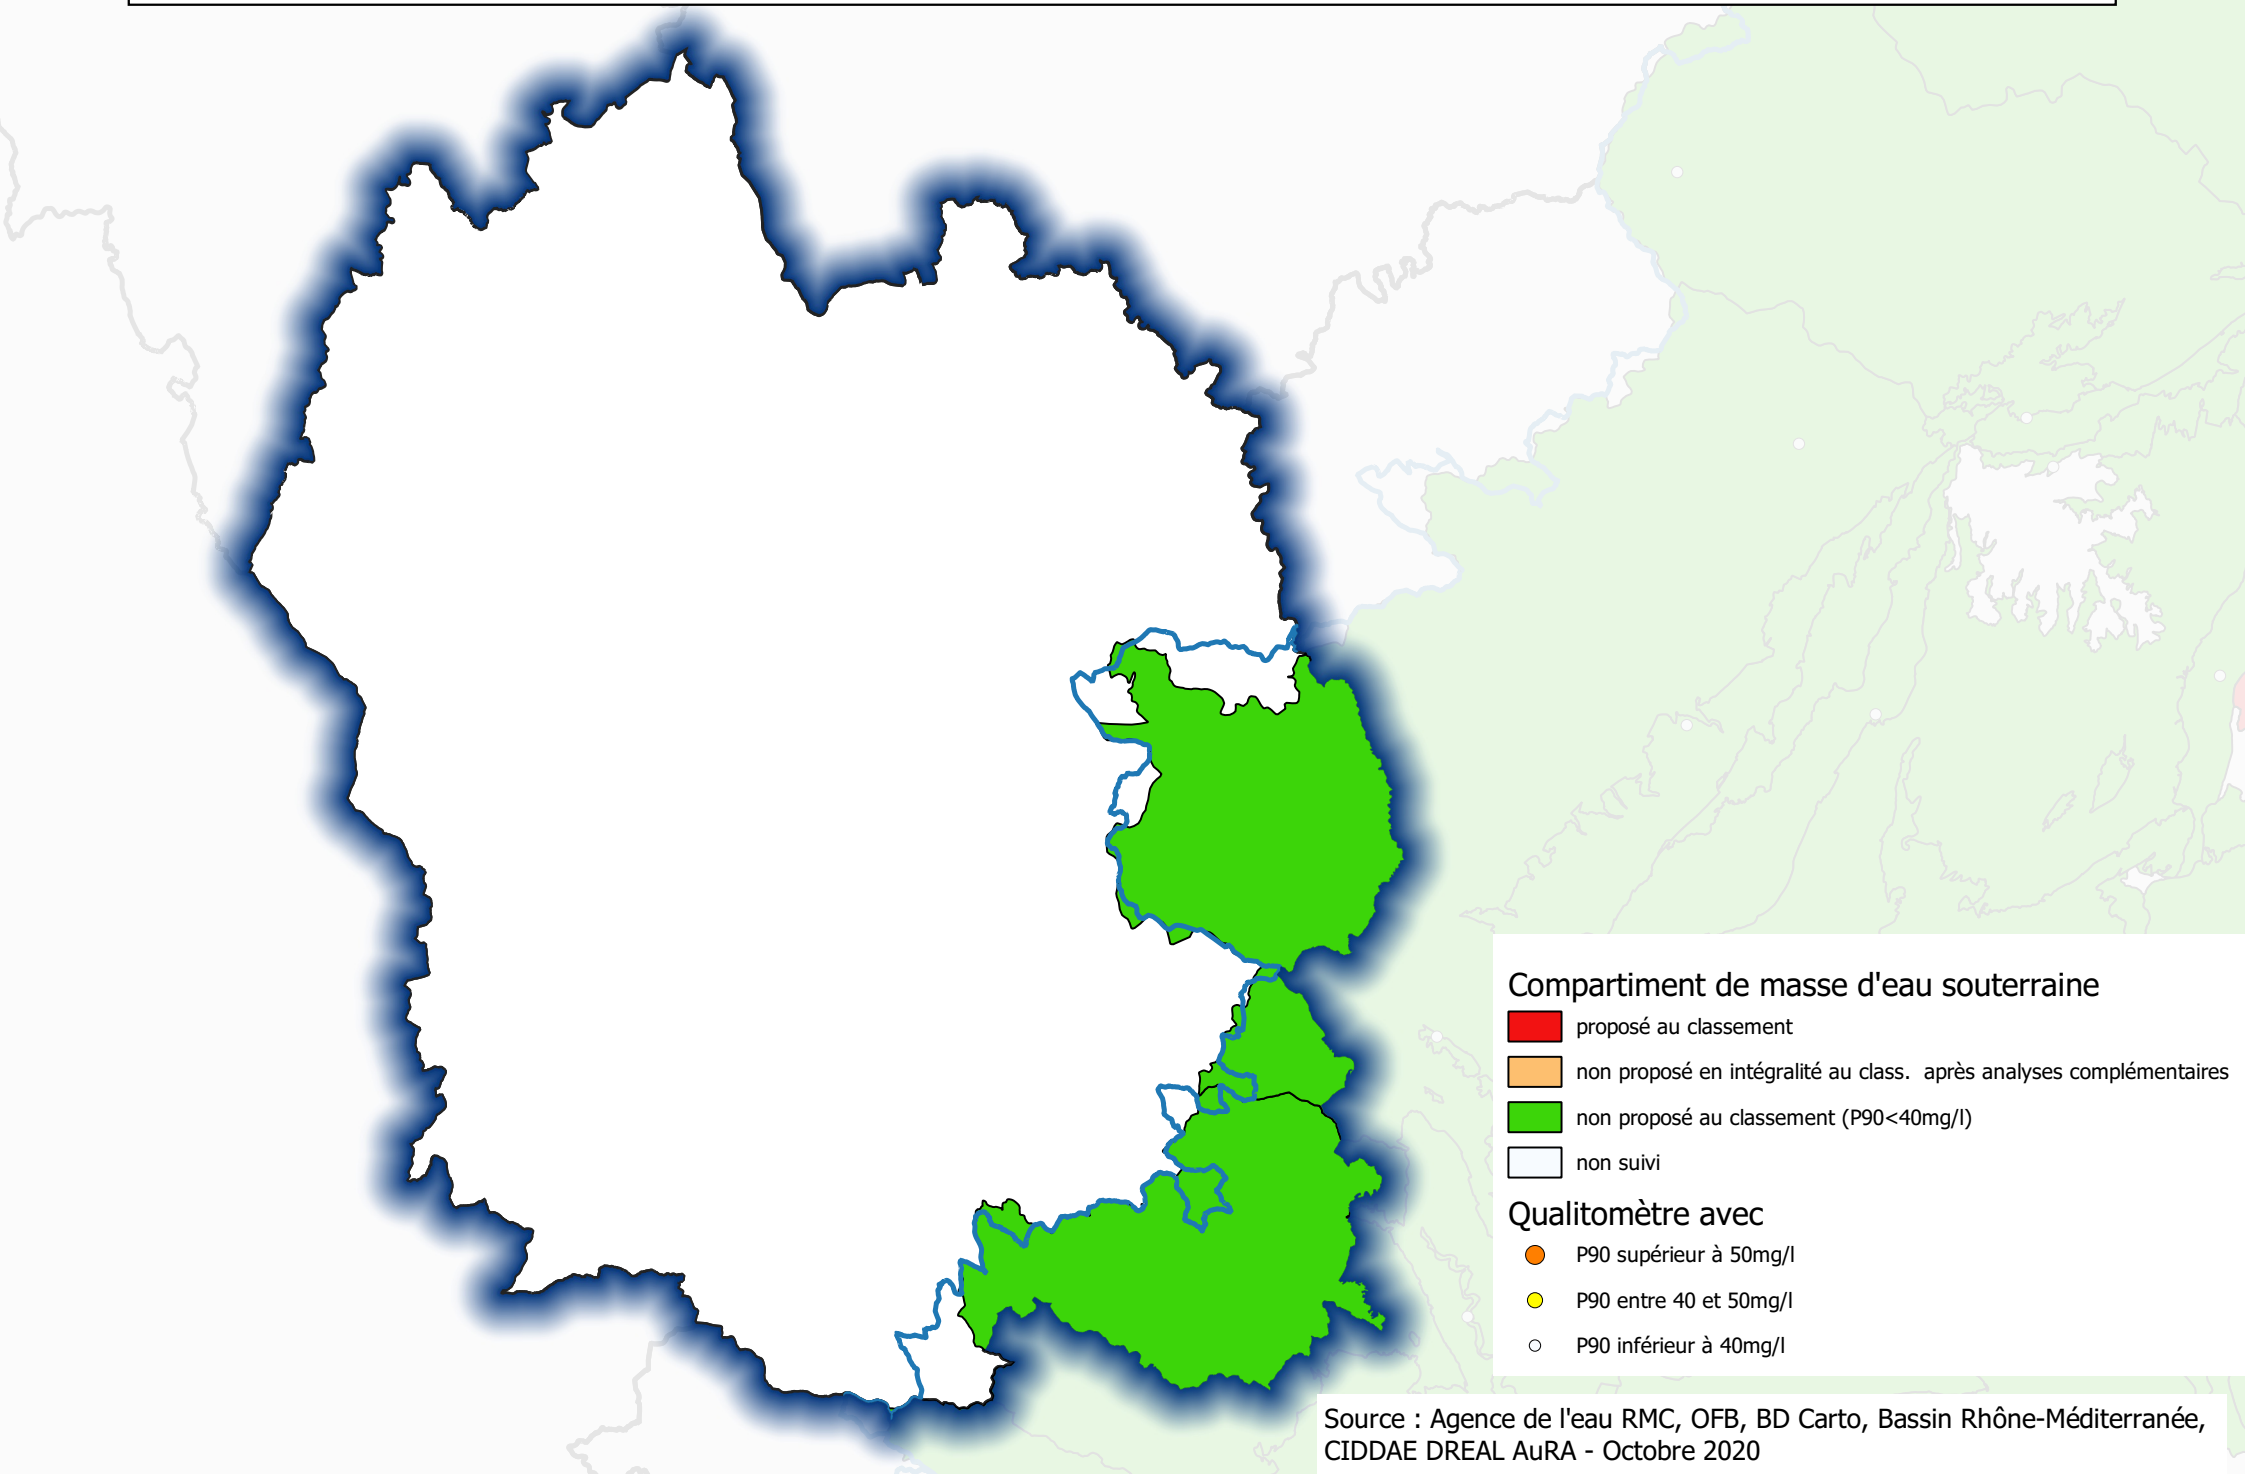 Compartiment de masse d'eau souterraine
proposé au classement
non proposé en intégralité au class.  après analyses complémentaires
non proposé au classement (P90<40mg/l)
non suivi
Qualitomètre avec
P90 supérieur à 50mg/l
P90 entre 40 et 50mg/l
P90 inférieur à 40mg/l
Source : Agence de l'eau RMC, OFB, BD Carto, Bassin Rhône-Méditerranée,
CIDDAE DREAL AuRA - Octobre 2020